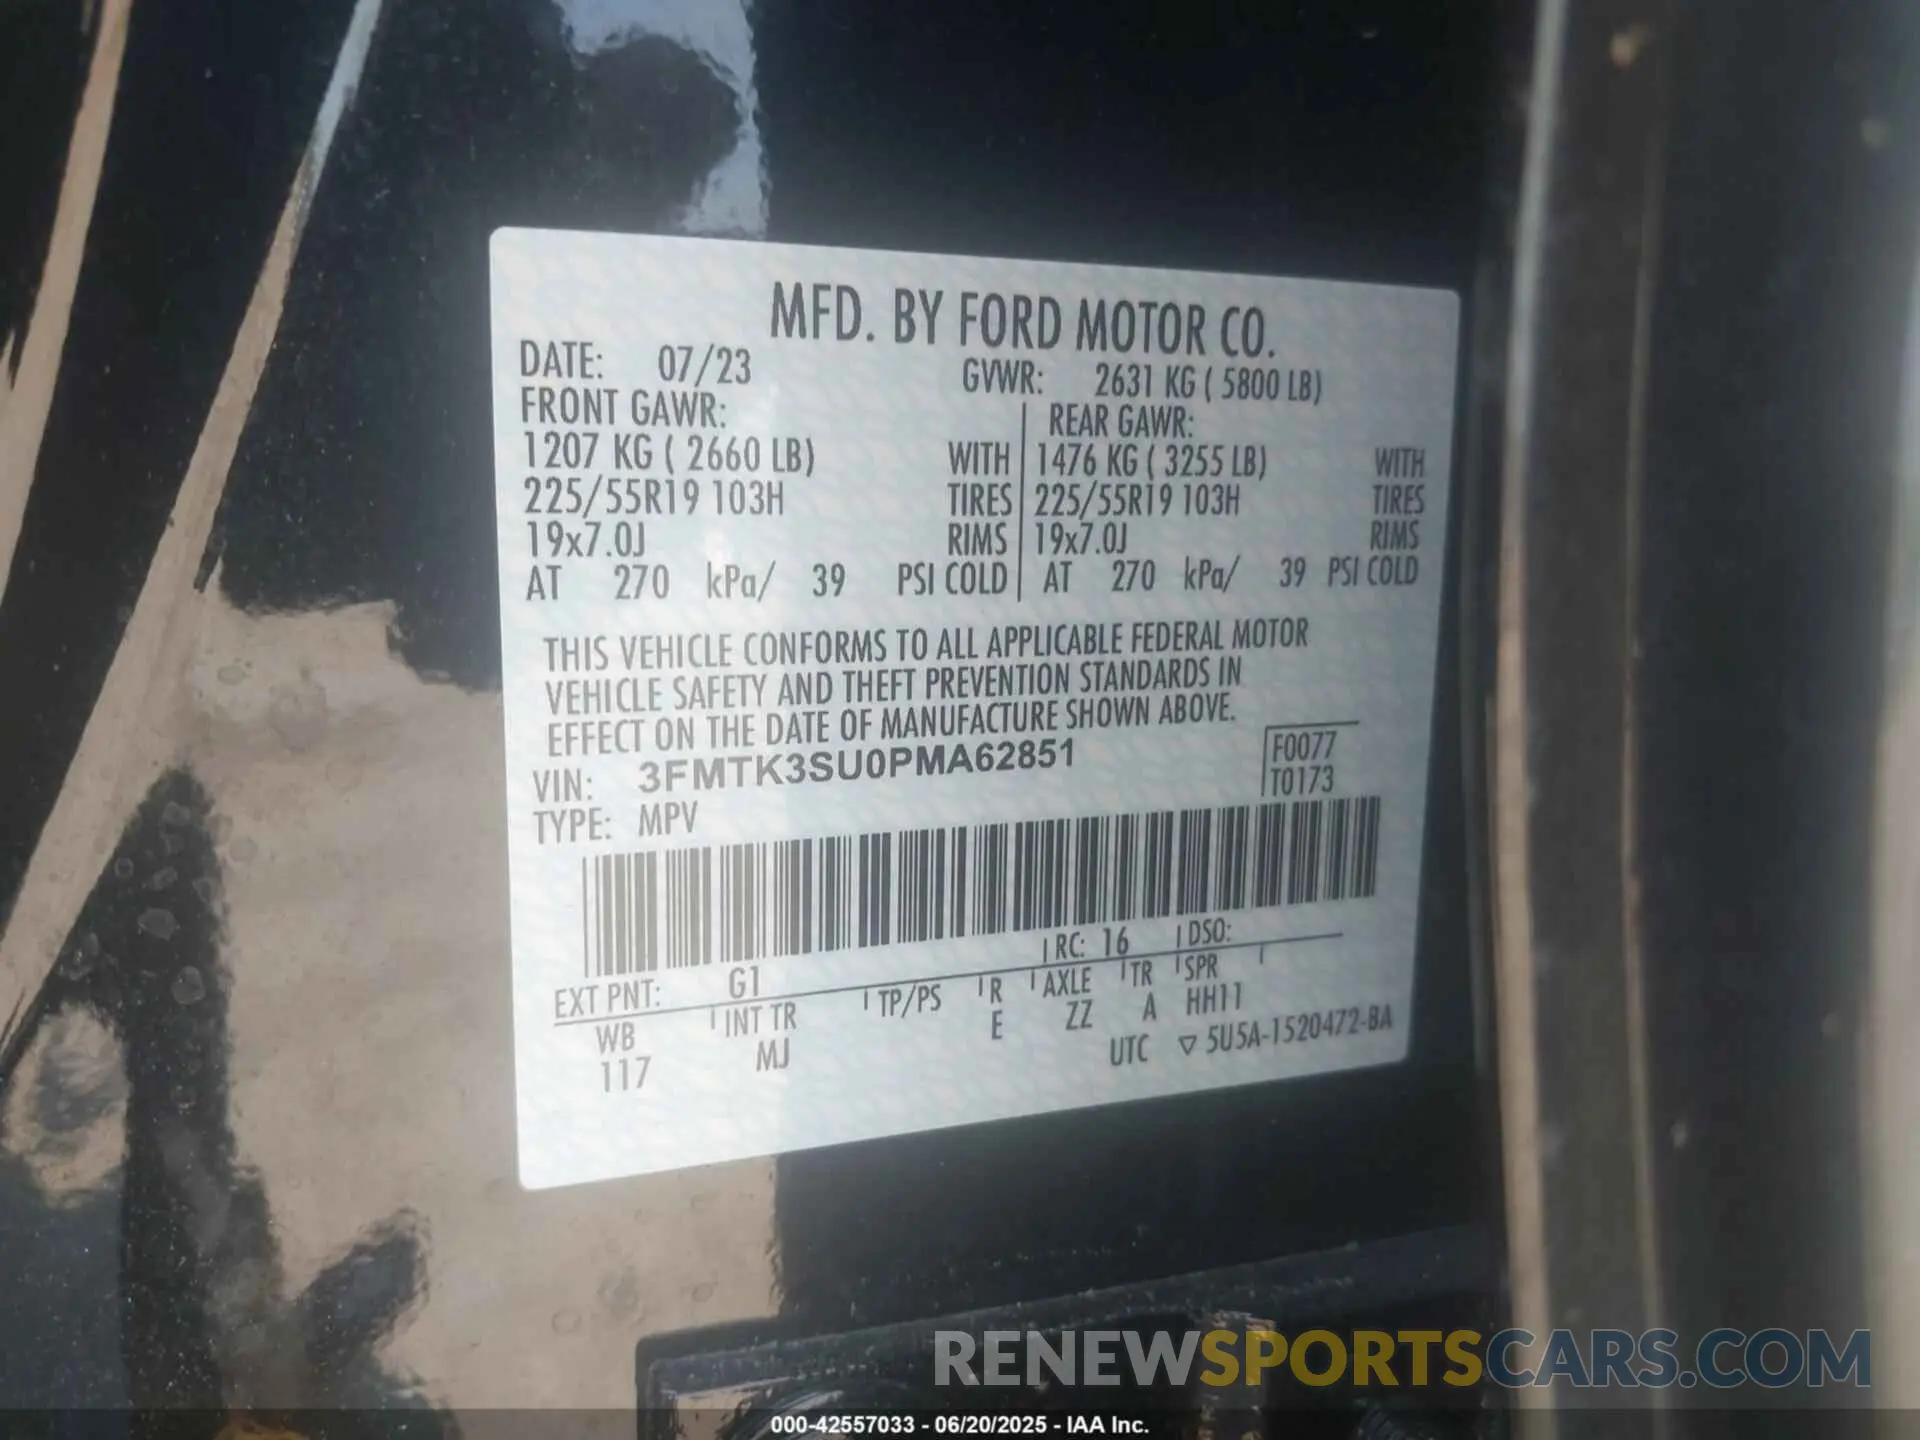 MFD. BY FORD MOTOR CO.
DATE: 07/23 GVWR: 2631 KG ( 5800 LB)
FRONT GAWR: REAR GAWR:
1207 KG ( 2660 LB) WITH 1476 KG ( 3255 LB) WITH
225/55R19 103H TIRES 225/55R19 103H TIRES
19x7.0J RIMS 19x7.0J RIMS
AT 270 kPa/ 39 PSI COLD AT 270 kPa/ 39 PSI COLD
THIS VEHICLE CONFORMS TO ALL APPLICABLE FEDERAL MOTOR
VEHICLE SAFETY AND THEFT PREVENTION STANDARDS IN
EFFECT ON THE DATE OF MANUFACTURE SHOWN ABOVE.
VIN: 3FMTK3SU0PMA62851 F0077
TYPE: MPV T0173
EXT PNT: G1 RC: 16 DSO:
WB INT TR TP/PS R AXLE TR SPR
117 MJ E ZZ A HH11
UTC ▽ 5U5A-1520472-BA
RENEWSPORTSCARS.COM
000-42557033 - 06/20/2025 - IAA Inc.